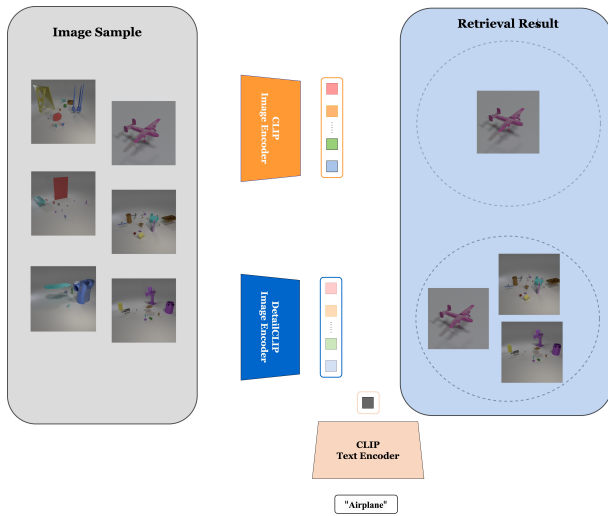 Image Sample
Retrieval Result
CLIP
Image Encoder
DetailCLIP
Image Encoder
CLIP
Text Encoder
"Airplane"